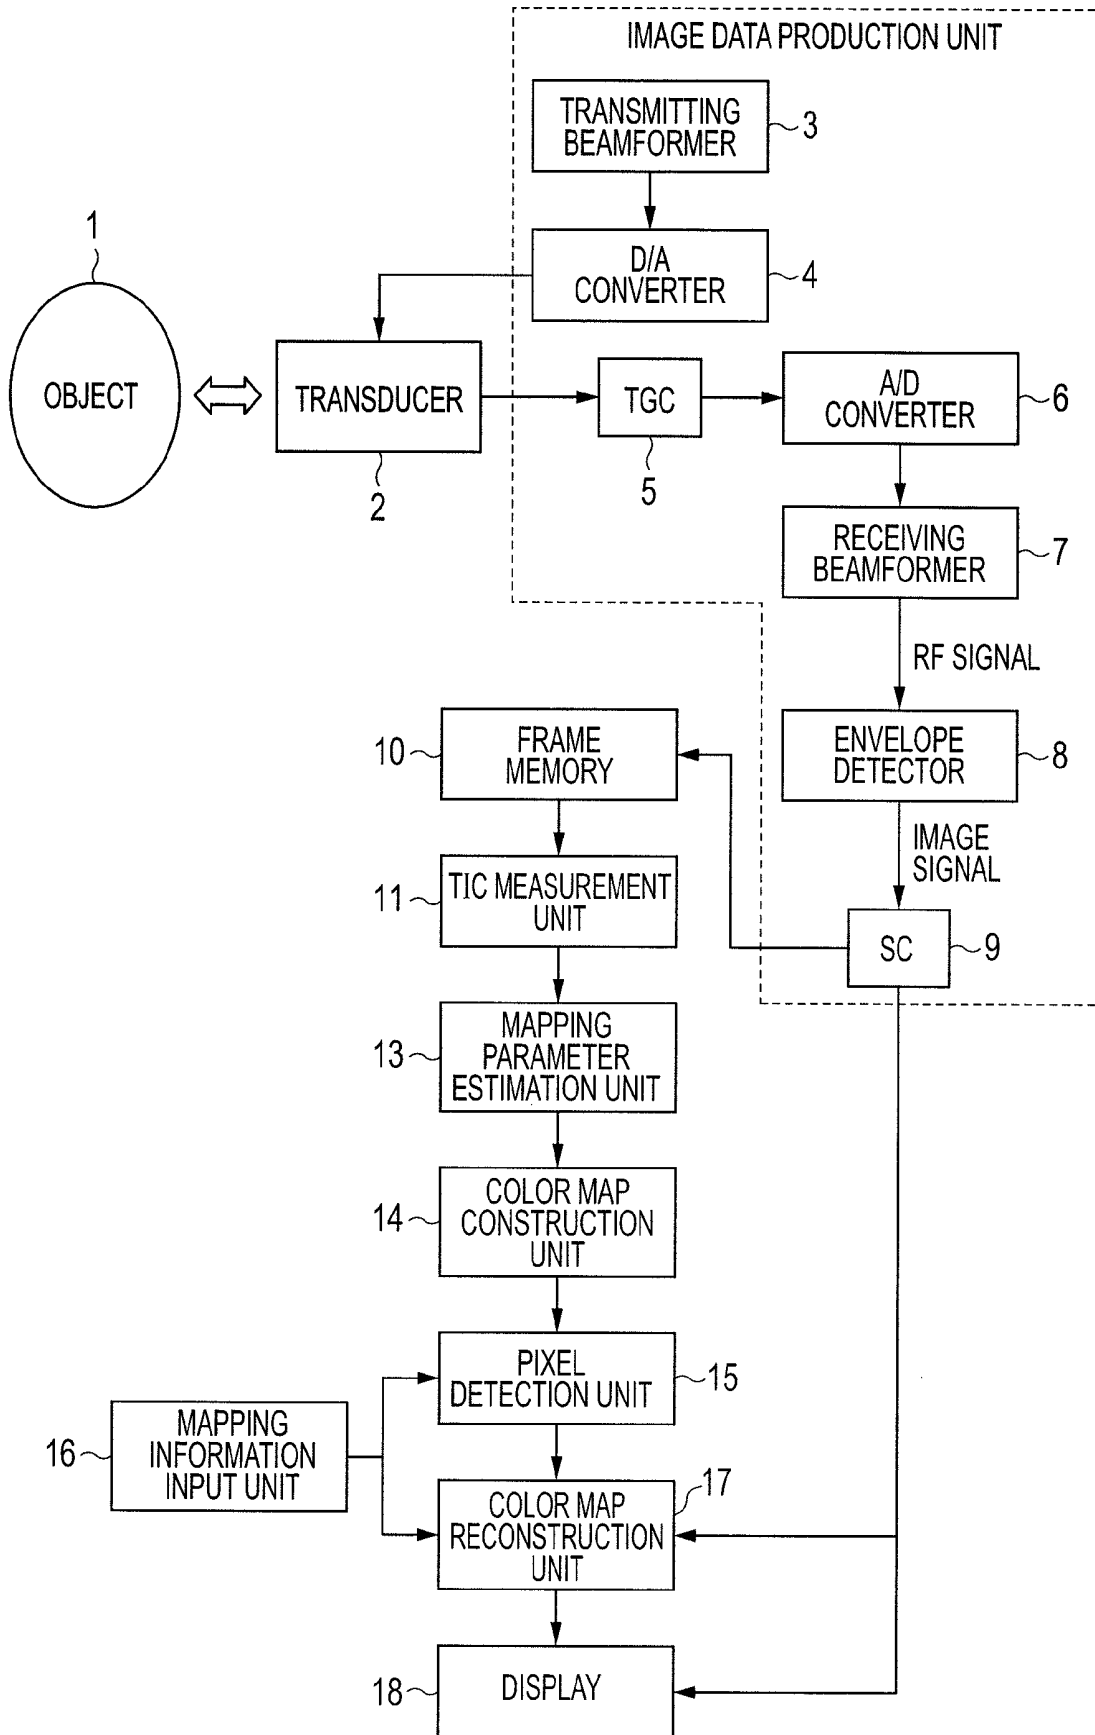 IMAGE DATA PRODUCTION UNIT
TRANSMITTING
BEAMFORMER
3
D/A
CONVERTER
4
1
OBJECT
TRANSDUCER
2
TGC
5
A/D
CONVERTER
6
RECEIVING
BEAMFORMER
7
RF SIGNAL
ENVELOPE
DETECTOR
8
IMAGE
SIGNAL
SC
9
10
FRAME
MEMORY
11
TIC MEASUREMENT
UNIT
13
MAPPING
PARAMETER
ESTIMATION UNIT
14
COLOR MAP
CONSTRUCTION
UNIT
PIXEL
DETECTION UNIT
15
16
MAPPING
INFORMATION
INPUT UNIT
COLOR MAP
RECONSTRUCTION
UNIT
17
18
DISPLAY